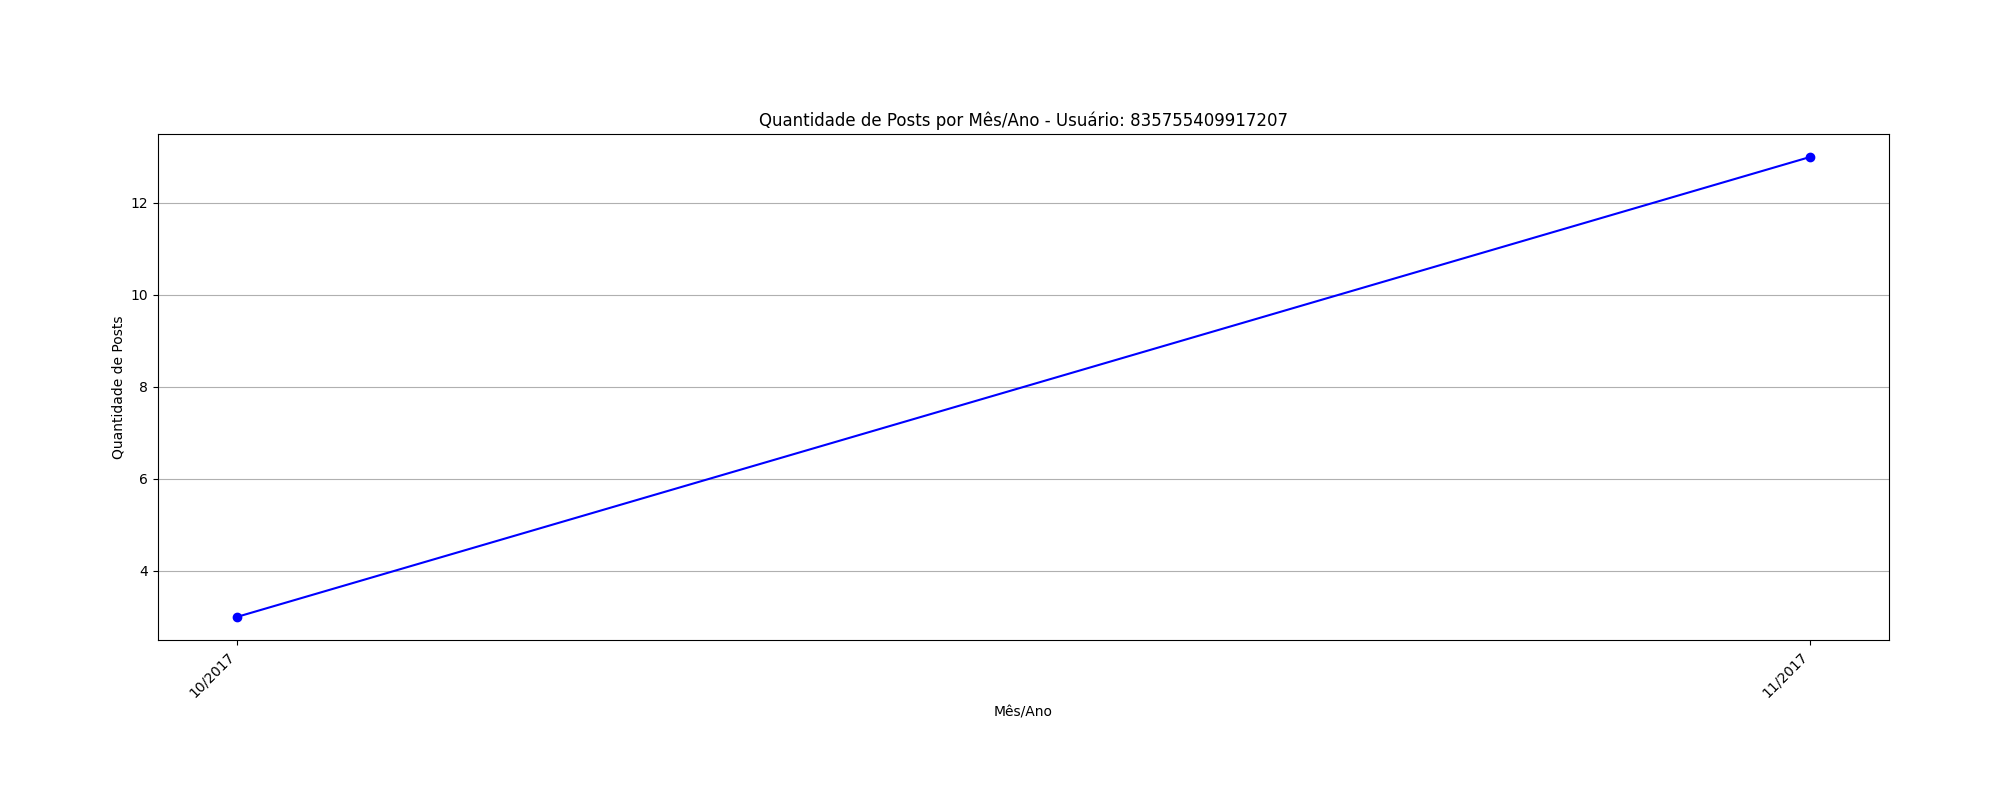 Quantidade de Posts por Mês/Ano - Usuário: 835755409917207
12
10
8
6
4
Quantidade de Posts
10/2017
11/2017
Mês/Ano